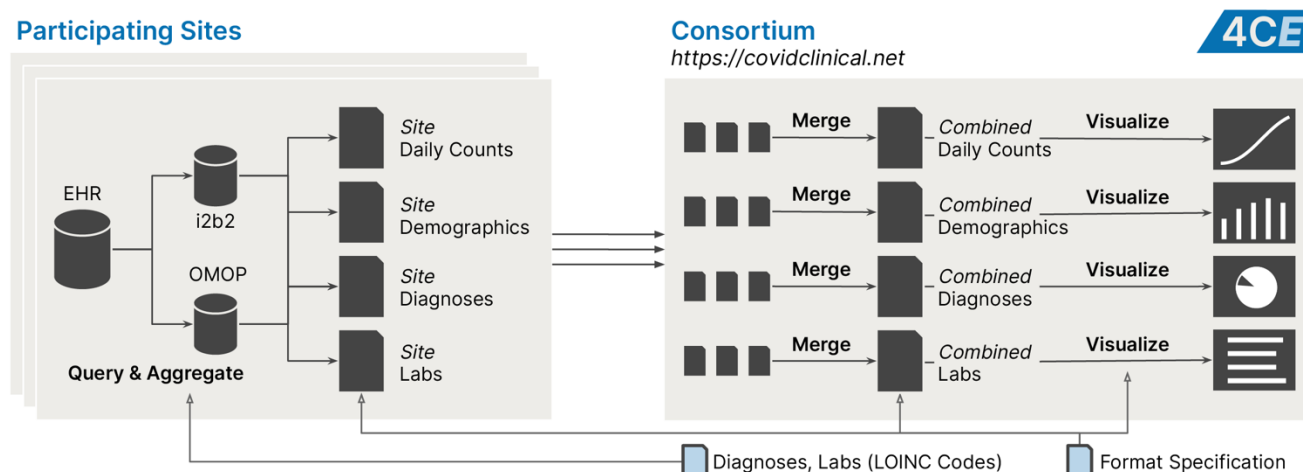 Participating Sites
EHR
i2b2
OMOP
Query & Aggregate
Site
Daily Counts
Site
Demographics
Site
Diagnoses
Site
Labs
Consortium
https://covidclinical.net
4CE
Merge
Combined
Daily Counts
Visualize
Merge
Combined
Demographics
Visualize
Merge
Combined
Diagnoses
Visualize
Merge
Combined
Labs
Visualize
Diagnoses, Labs (LOINC Codes)
Format Specification